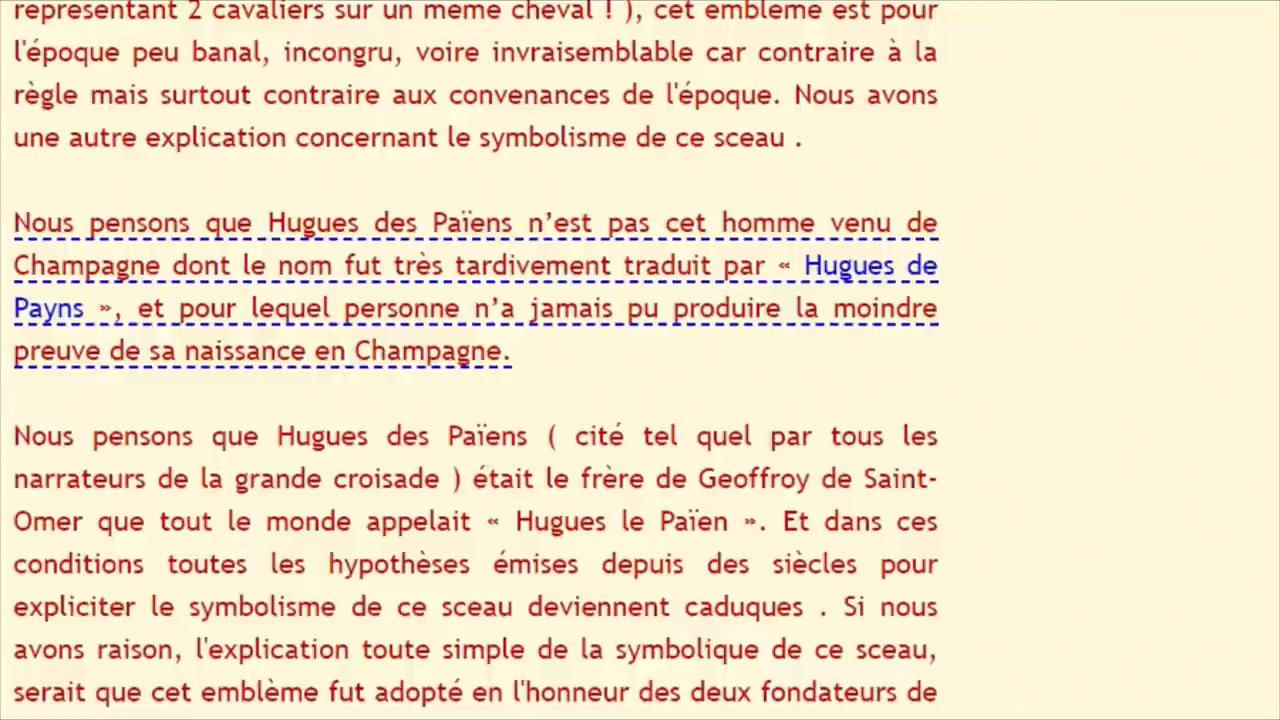 représentant 2 cavaliers sur un même cheval ! ), cet emblème est pour
l'époque peu banal, incongru, voire invraisemblable car contraire à la
règle mais surtout contraire aux convenances de l'époque. Nous avons
une autre explication concernant le symbolisme de ce sceau .
Nous pensons que Hugues des Païens n’est pas cet homme venu de
Champagne dont le nom fut très tardivement traduit par « Hugues de
Payns », et pour lequel personne n’a jamais pu produire la moindre
preuve de sa naissance en Champagne.
Nous pensons que Hugues des Païens ( cité tel quel par tous les
narrateurs de la grande croisade ) était le frère de Geoffroy de Saint-
Omer que tout le monde appelait « Hugues le Païen ». Et dans ces
conditions toutes les hypothèses émises depuis des siècles pour
expliciter le symbolisme de ce sceau deviennent caduques . Si nous
avons raison, l'explication toute simple de la symbolique de ce sceau,
serait que cet emblème fut adopté en l'honneur des deux fondateurs de